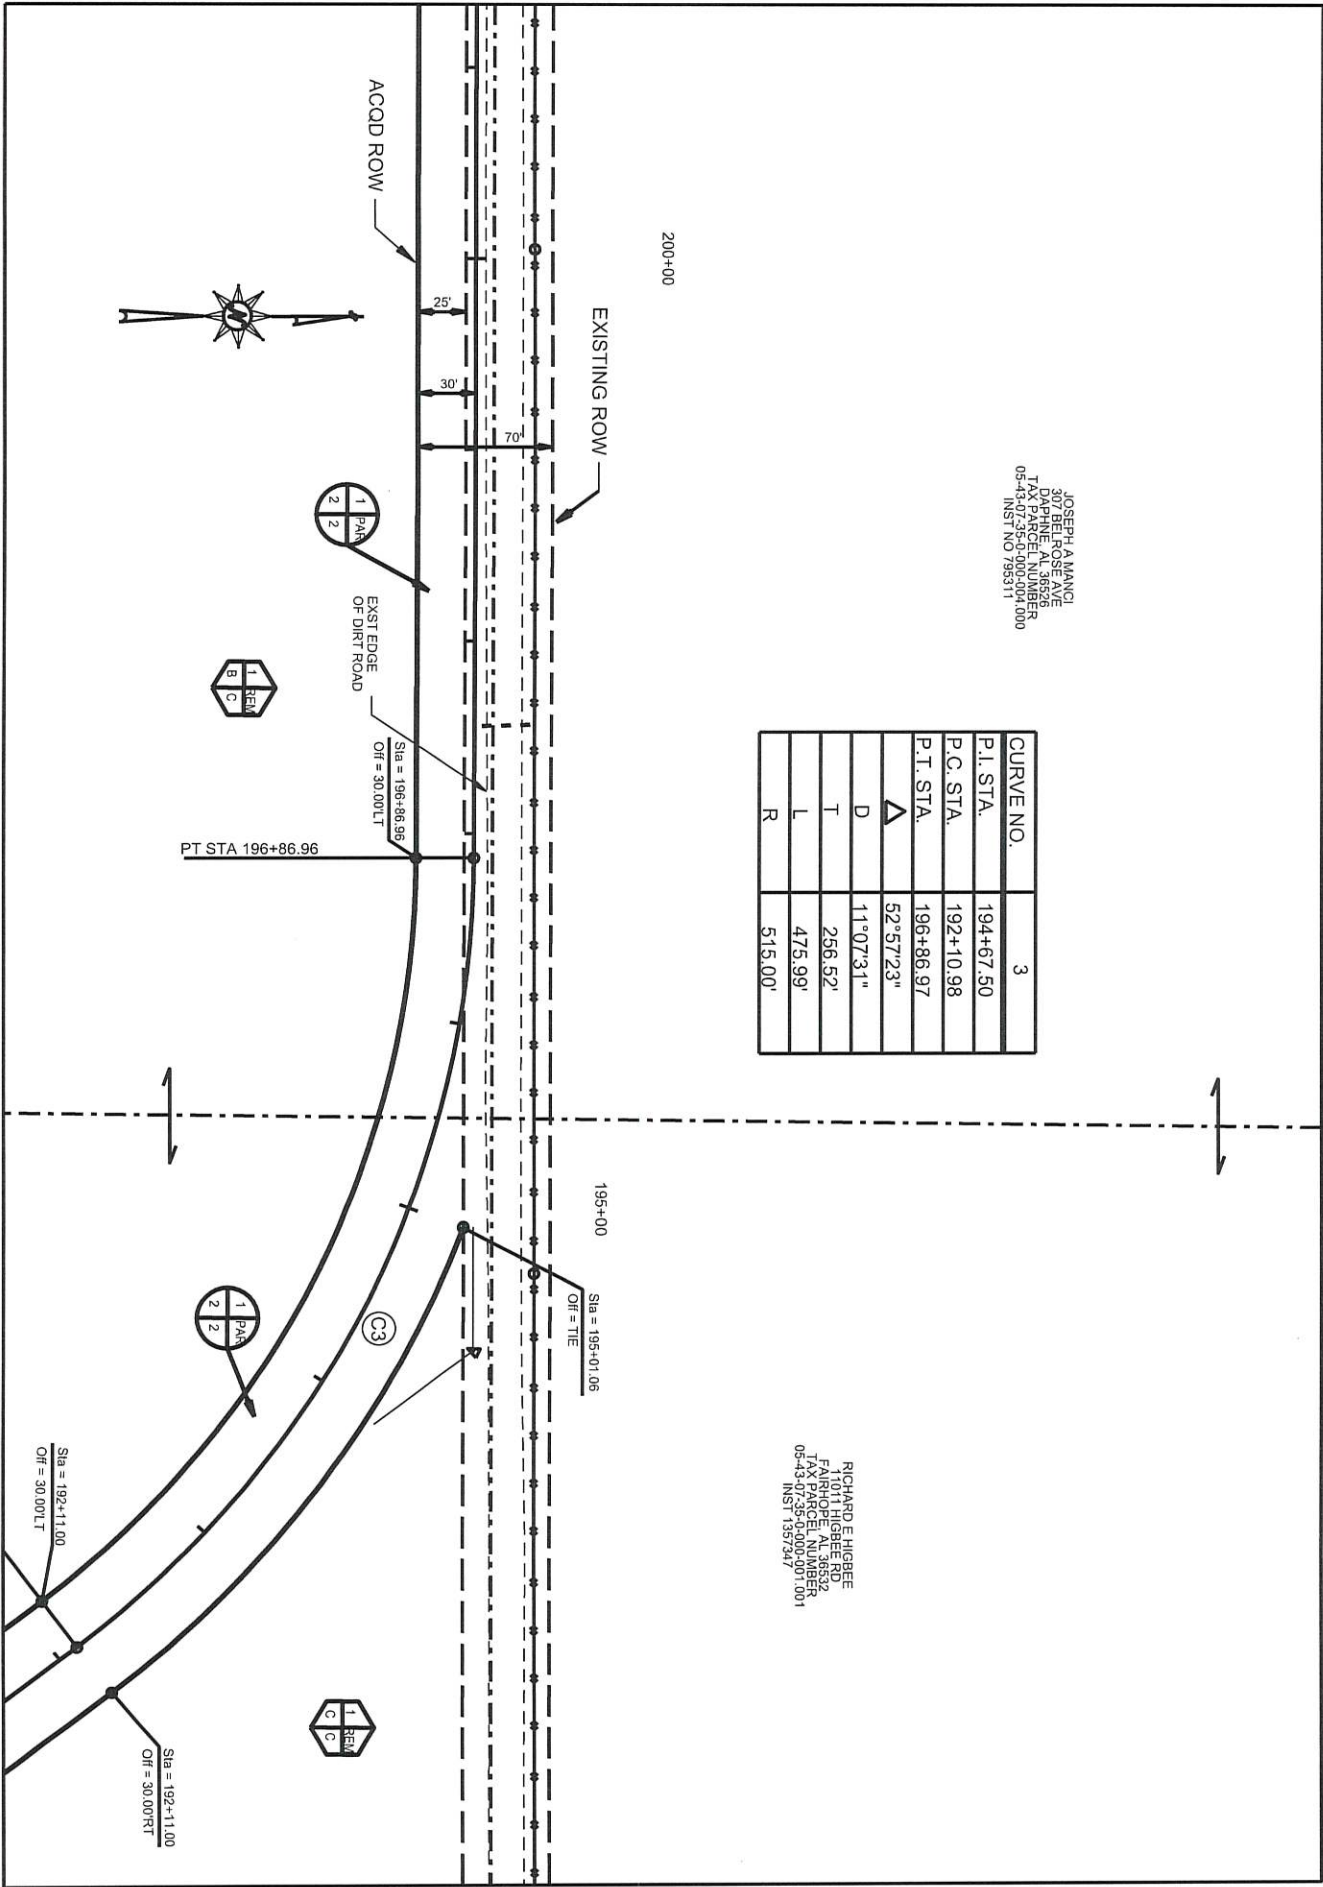 JOSEPH A MANCI
307 BELROSE AVE
DAPHNE, AL 36526
TAX PARCEL NUMBER
05-43-07-35-0-000-004.000
INST NO 795311
RICHARD E HIGBEE
11011 HIGBEE RD
FAIRHOPE, AL 36532
TAX PARCEL NUMBER
05-43-07-35-0-000-001.001
INST 1357347
CURVE NO. 3
P.I. STA. 194+67.50
P.C. STA. 192+10.98
P.T. STA. 196+86.97
△ 52°57'23"
D 11°07'31"
T 256.52'
L 475.99'
R 515.00'
200+00
195+00
EXISTING ROW
Sta = 195+01.06
Off = TIE
ACQD ROW
25'
30'
70'
1 PAR
2 2
EXST EDGE
OF DIRT ROAD
Sta = 196+86.96
Off = 30.00'LT
PT STA 196+86.96
C3
N
1 REM
B C
1 PAR
2 2
1 REM
C C
Sta = 192+11.00
Off = 30.00'LT
Sta = 192+11.00
Off = 30.00'RT